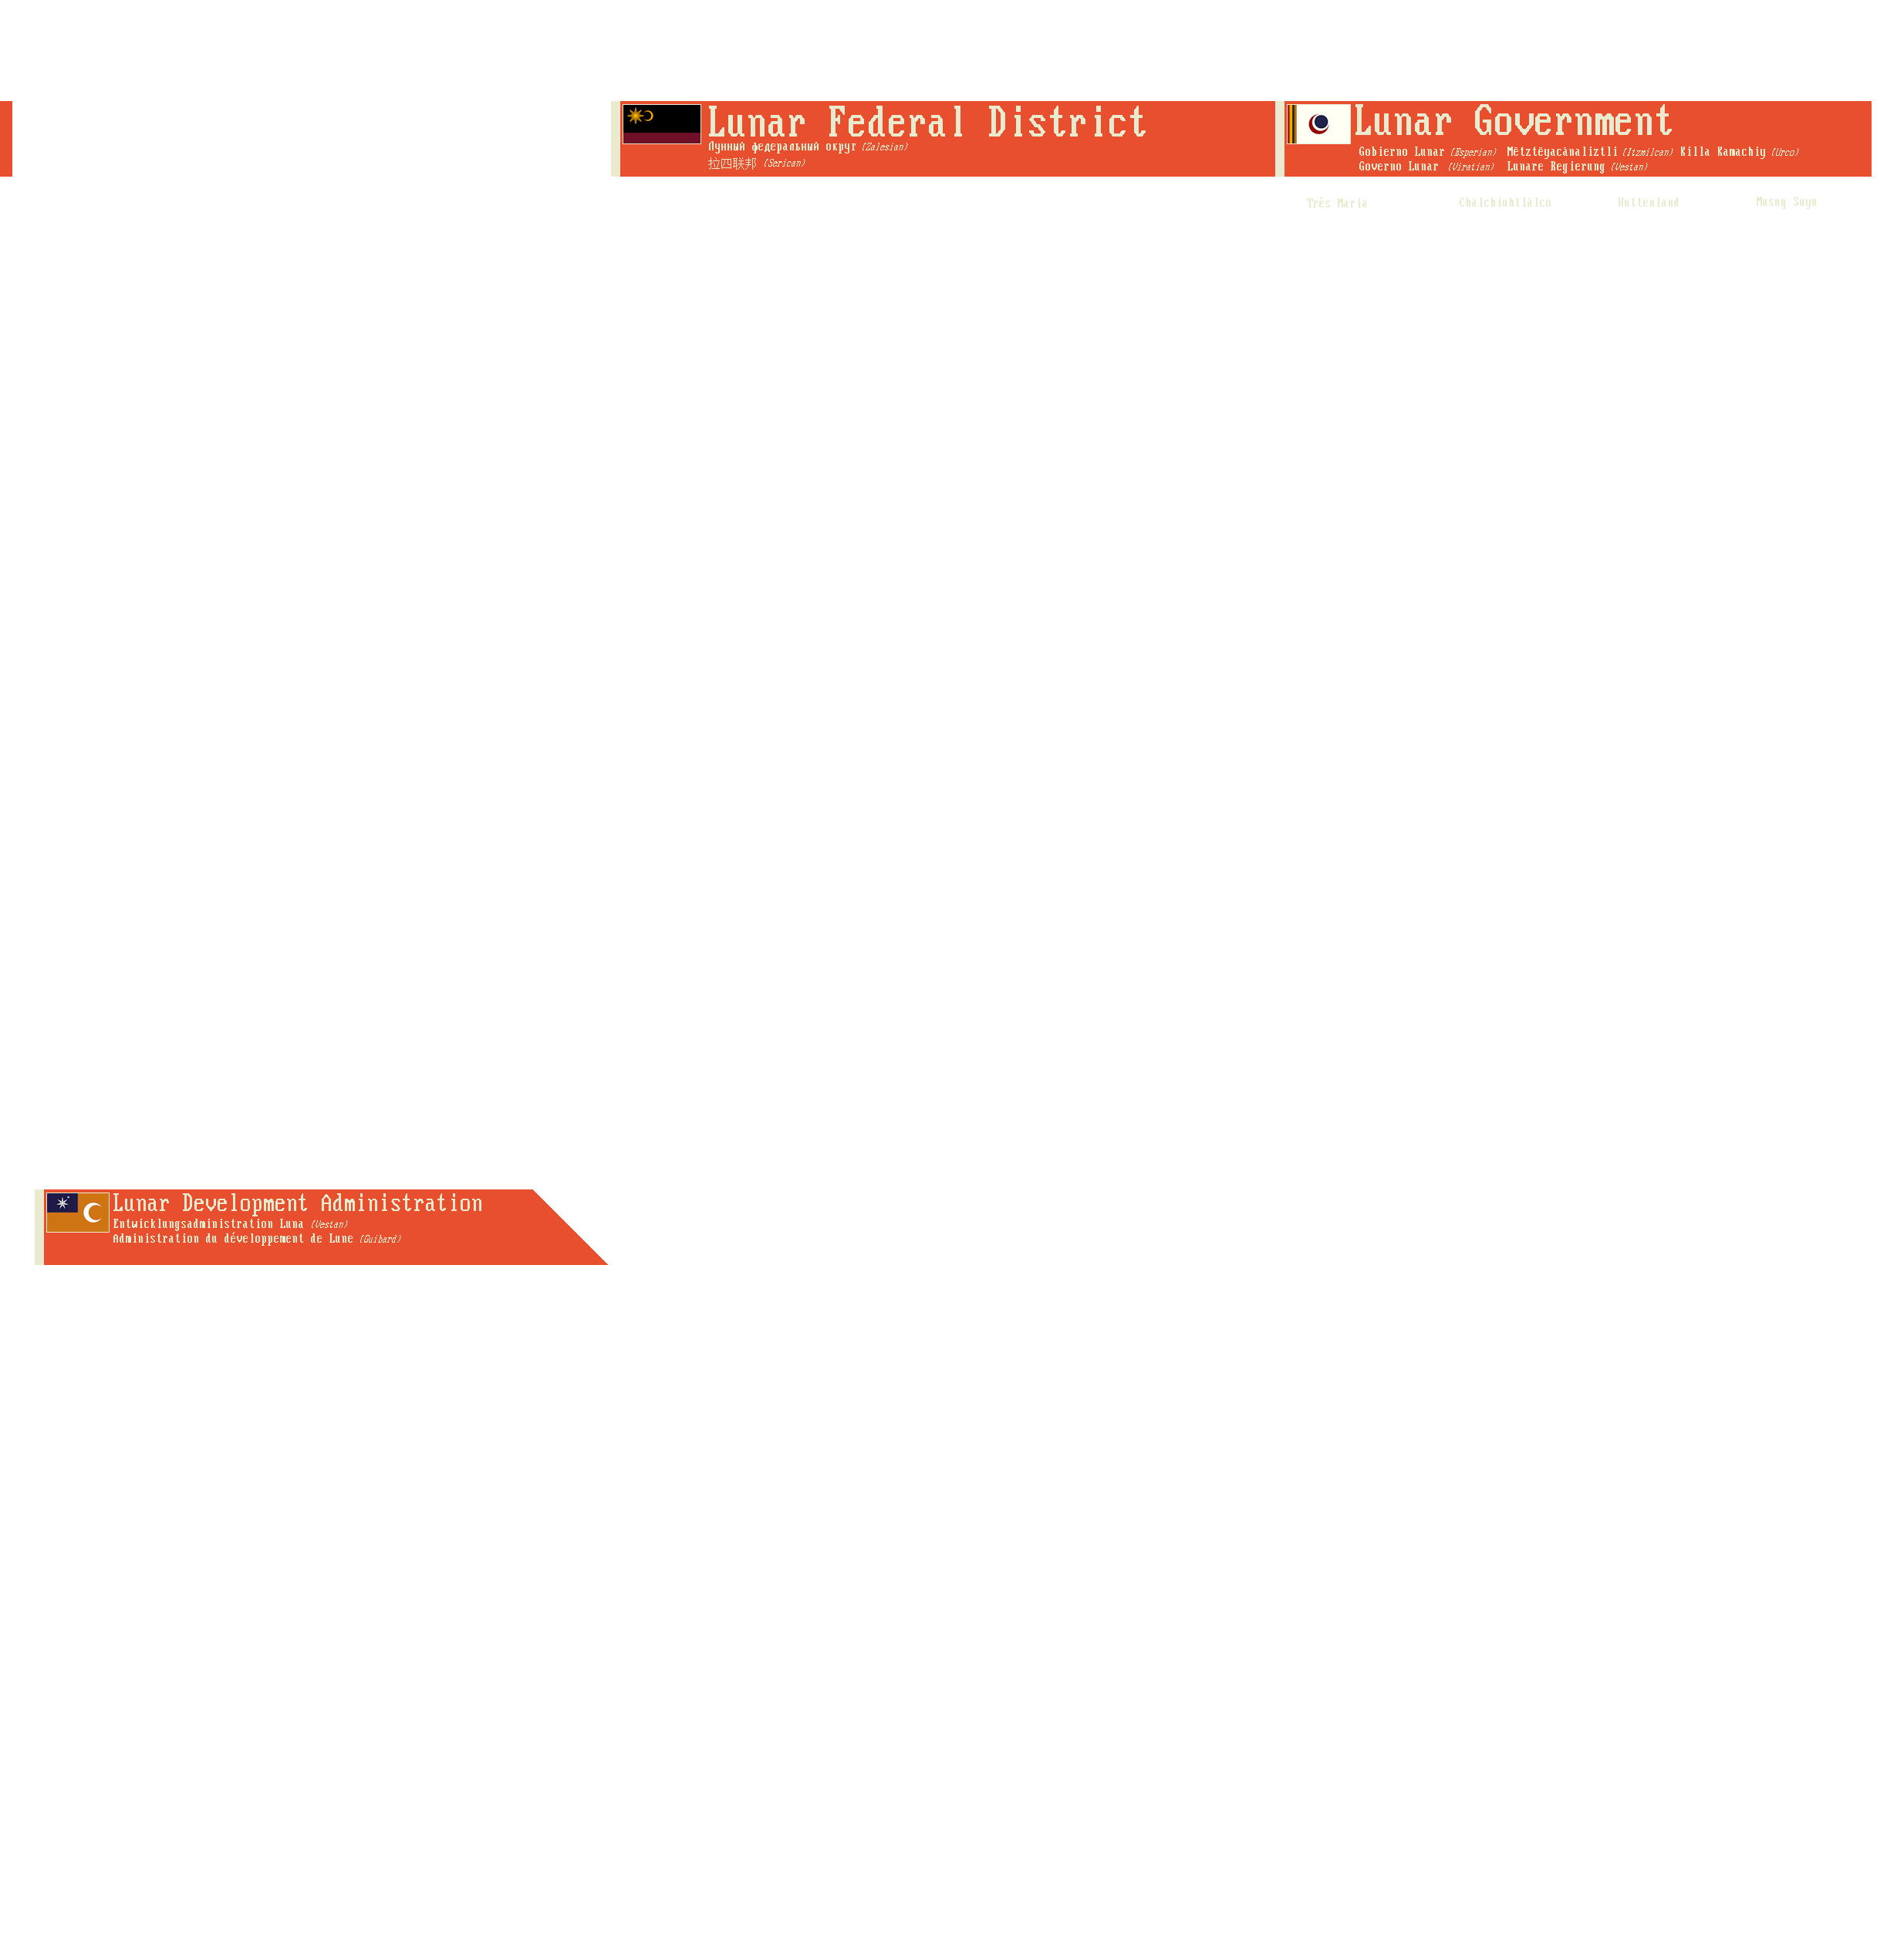 Lunar Federal District
Лунный федеральный округ (Zalesian)
拉四联邦 (Serican)
Lunar Government
Gobierno Lunar (Esperian) Mētztēyacānaliztli (Itzmilcan) Killa Kamachiy (Urco)
Governo Lunar (Viratian) Lunare Regierung (Vestan)
Três Maria Chālchiuhtlālco Huttenland Musuq Suyu
Lunar Development Administration
Entwicklungsadministration Luna (Vestan)
Administration du développement de Lune (Guibard)